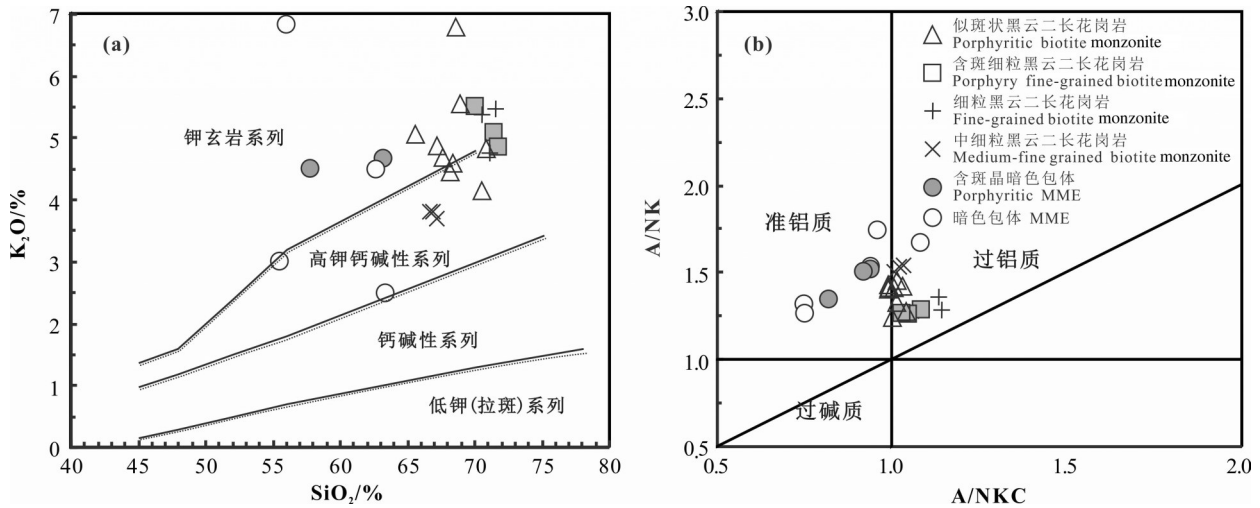 (a)
K₂O/%
7
6
5
4
3
2
1
0
钾玄岩系列
高钾钙碱性系列
钙碱性系列
低钾(拉斑)系列
40 45 50 55 60 65 70 75 80
SiO₂/%
(b)
A/NK
3.0
2.5
2.0
1.5
1.0
0.5
似斑状黑云二长花岗岩
Porphyritic biotite monzonite
含斑细粒黑云二长花岗岩
Porphyry fine-grained biotite monzonite
细粒黑云二长花岗岩
Fine-grained biotite monzonite
中细粒黑云二长花岗岩
Medium-fine grained biotite monzonite
含斑晶暗色包体
Porphyritic MME
暗色包体 MME
准铝质
过铝质
过碱质
0.5 1.0 1.5 2.0
A/NKC